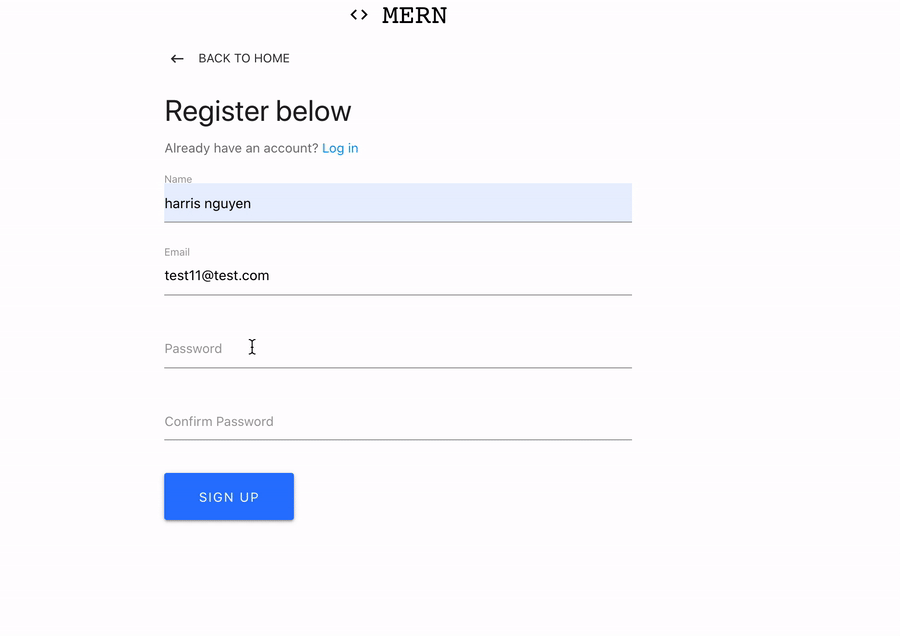 <> MERN
← BACK TO HOME
Register below
Already have an account? Log in
Name
harris nguyen
Email
test11@test.com
Password
Confirm Password
SIGN UP